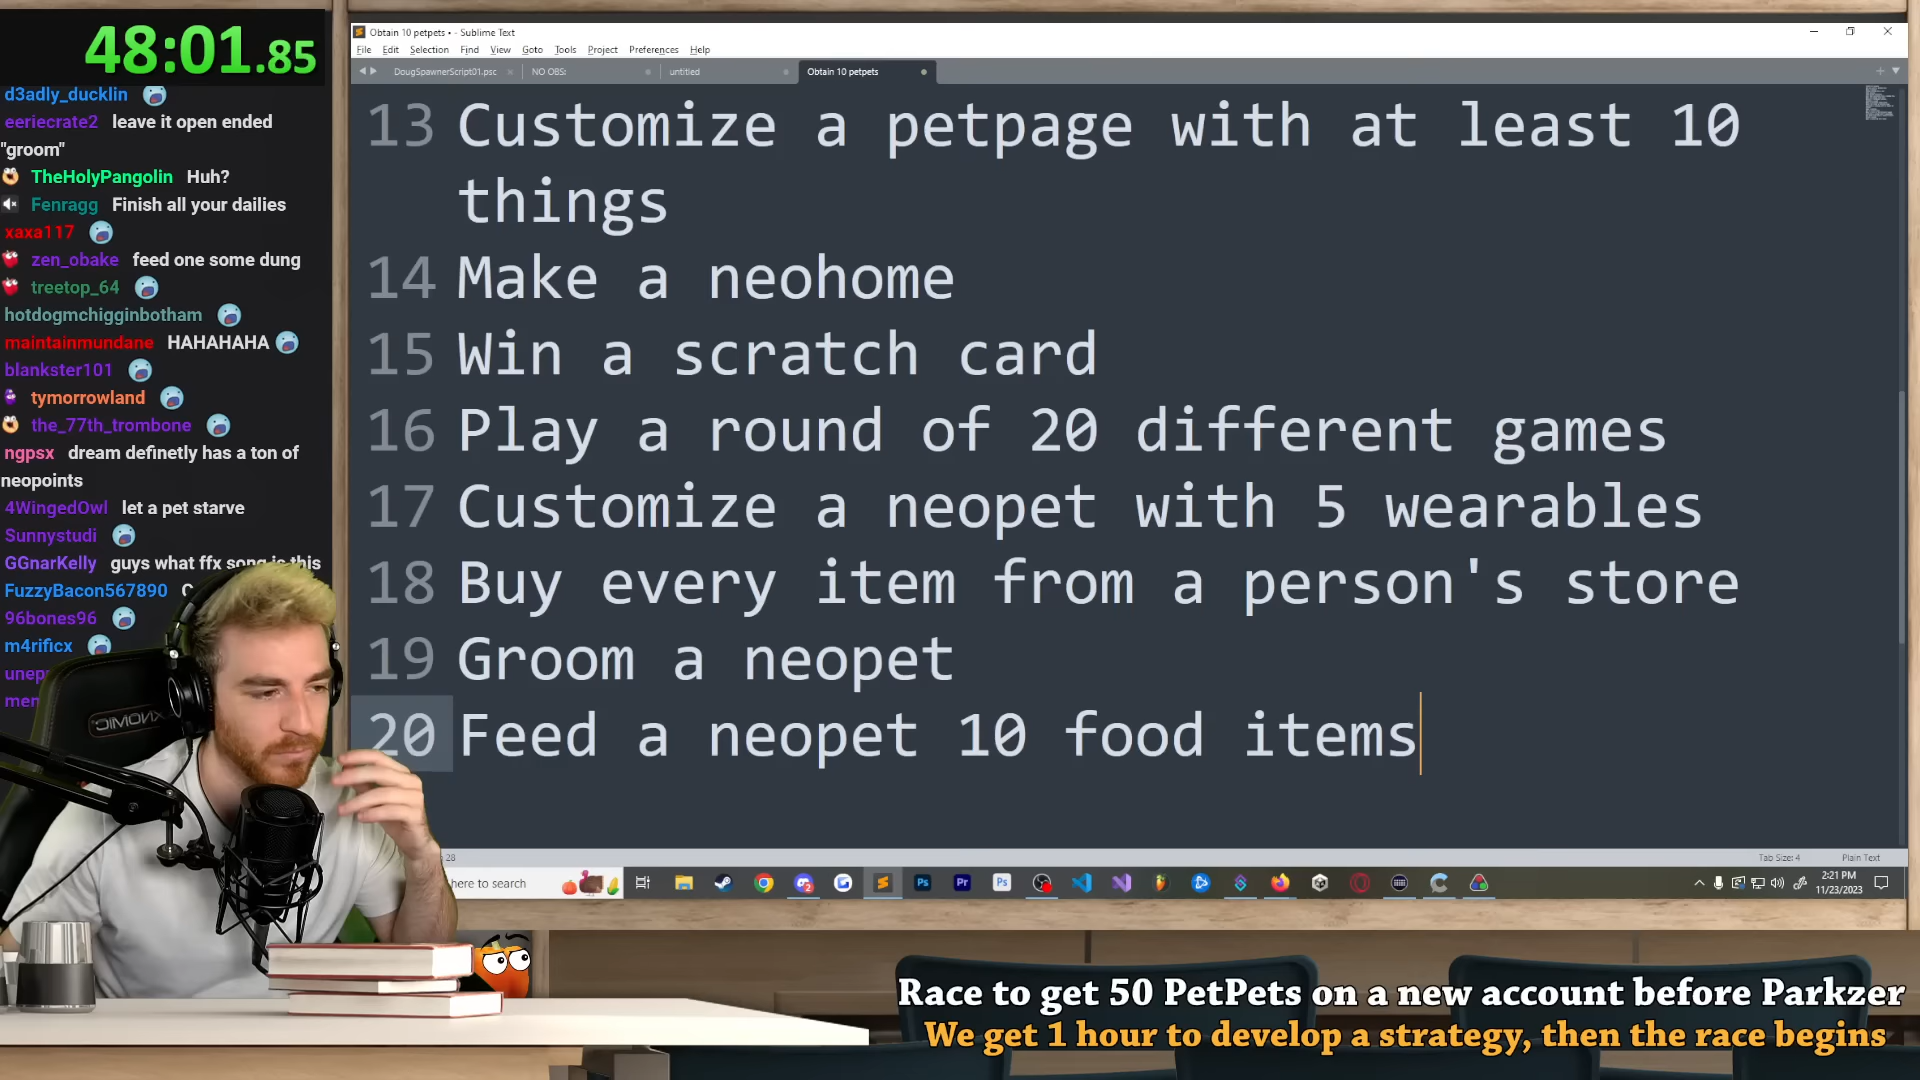 48:01.85
d3adly_ducklin
eeriecrate2 leave it open ended
"groom"
TheHolyPangolin Huh?
Fenragg Finish all your dailies
xaxa117
zen_obake feed one some dung
treetop_64
hotdogmchigginbotham
maintainmundane HAHAHAHA
blankster101
tymorrowland
the_77th_trombone
ngpsx dream definetly has a ton of
neopoints
4WingedOwl let a pet starve
Sunnystudi
GGnarKelly guys what ffx song is this
FuzzyBacon567890
96bones96
m4rificx
Obtain 10 petpets • - Sublime Text
File Edit Selection Find View Goto Tools Project Preferences Help
DougSpawnerScript01.psc NO OBS: untitled Obtain 10 petpets
13 Customize a petpage with at least 10
things
14 Make a neohome
15 Win a scratch card
16 Play a round of 20 different games
17 Customize a neopet with 5 wearables
18 Buy every item from a person's store
19 Groom a neopet
20 Feed a neopet 10 food items
28 Tab Size: 4 Plain Text
here to search
2:21 PM
11/23/2023
Race to get 50 PetPets on a new account before Parkzer
We get 1 hour to develop a strategy, then the race begins